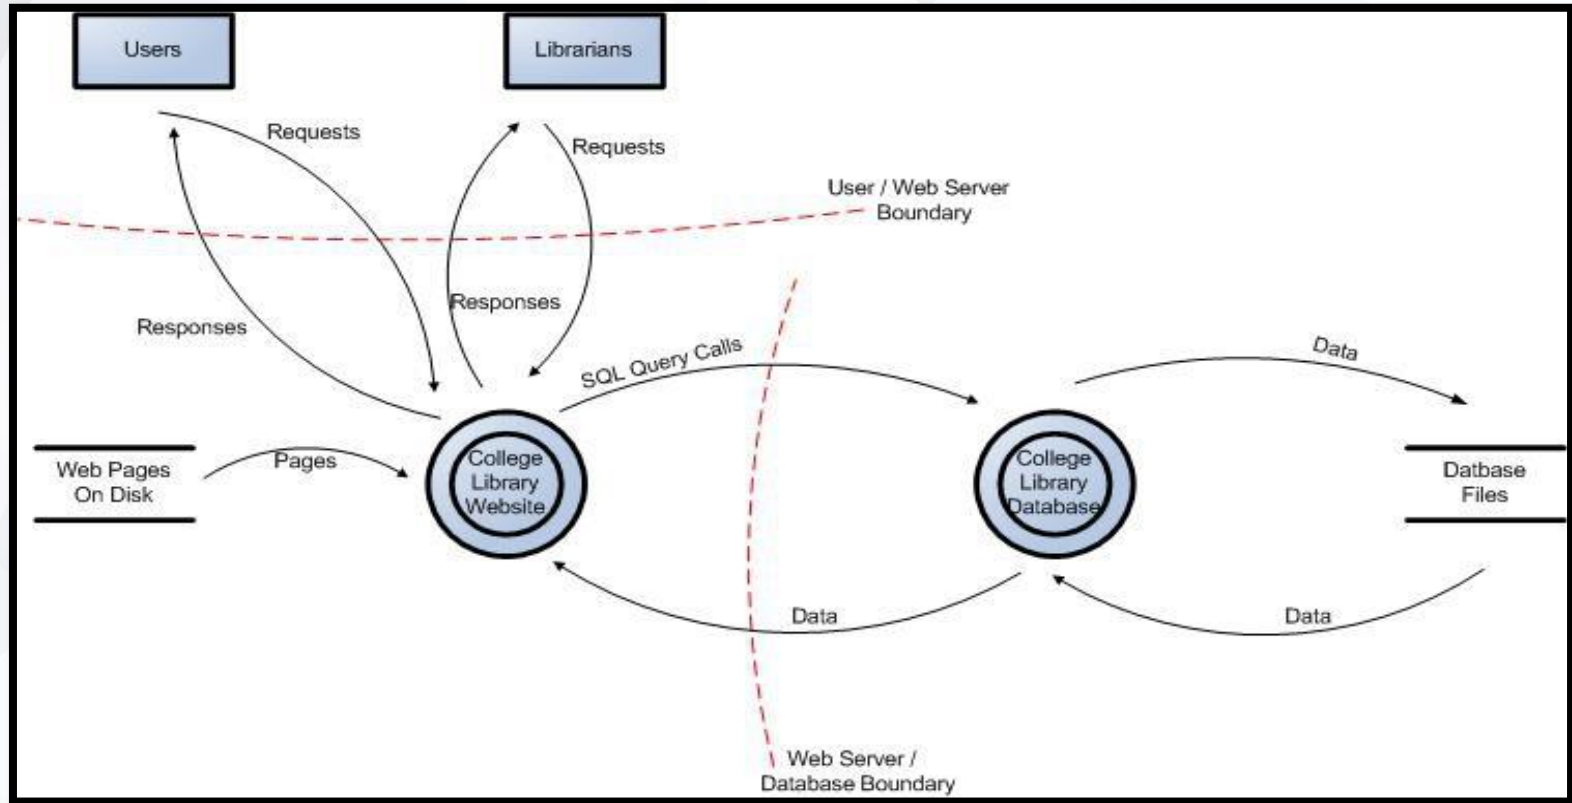 Users
Librarians
Requests
Requests
User / Web Server
Boundary
Responses
Responses
SQL Query Calls
Data
Web Pages
On Disk
Pages
College
Library
Website
College
Library
Database
Datbase
Files
Data
Data
Web Server /
Database Boundary